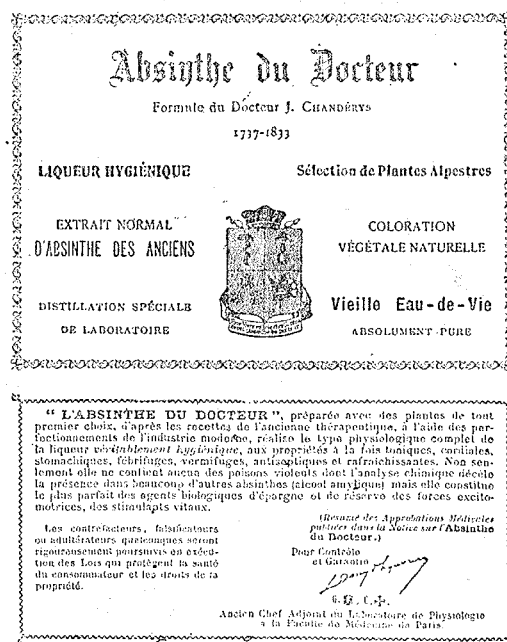 Absinthe du Docteur
Formule du Docteur J. CHANDÉRYS
1737-1833
LIQUEUR HYGIÉNIQUE
Sélection de Plantes Alpestres
EXTRAIT NORMAL
D'ABSINTHE DES ANCIENS
COLORATION
VÉGÉTALE NATURELLE
DISTILLATION SPÉCIALE
DE LABORATOIRE
Vieille Eau-de-Vie
ABSOLUMENT PURE
" L'ABSINTHE DU DOCTEUR ", préparée avec des plantes de tout
premier choix, d'après les recettes de l'ancienne thérapeutique, à l'aide des per-
fectionnements de l'industrie moderne, réalise le type physiologique complet de
la liqueur véritablement hygiénique, aux propriétés à la fois toniques, cordiales,
stomachiques, fébrifuges, vermifuges, antiseptiques et rafraichissantes. Non seu-
lement elle ne contient aucun des poisons violents dont l'analyse chimique décèle
la présence dans beaucoup d'autres absinthes (alcool amylique) mais elle constitue
le plus parfait des agents biologiques d'épargne et de réserve des forces excito-
motrices, des stimulants vitaux.
Les contrefacteurs, falsificateurs
ou adultérateurs quelconques seront
rigoureusement poursuivis en exécu-
tion des Lois qui protègent la santé
du consommateur et les droits de la
propriété.
(Résumé des Approbations Médicales
publiées dans la Notice sur l'Absinthe
du Docteur.)
Pour Contrôle
et Garantie
Ancien Chef Adjoint du Laboratoire de Physiologie
à la Faculté de Médecine de Paris.